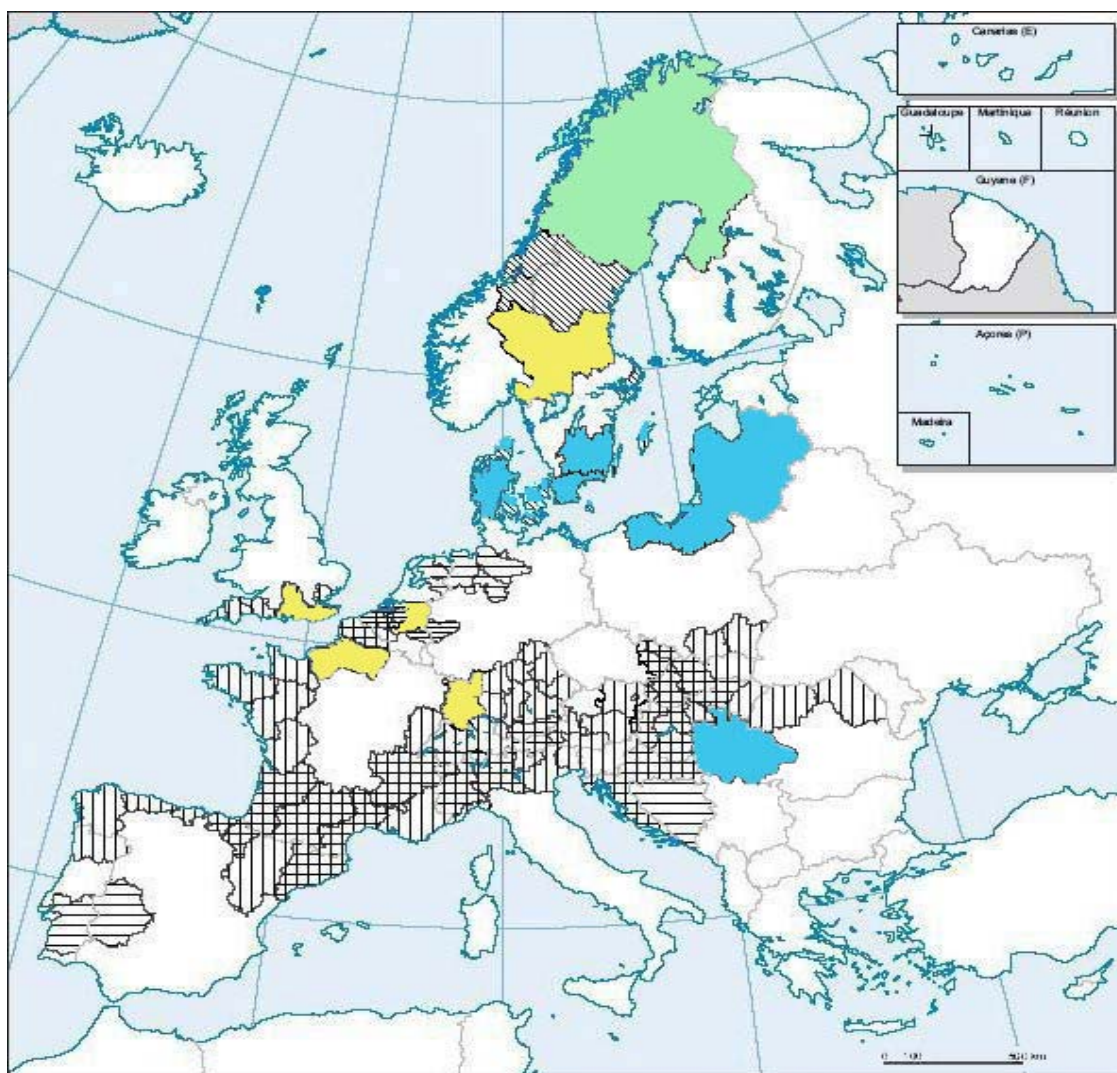 Canarias (E)
Guadeloupe
Martinique
Réunion
Guyane (F)
Açores (P)
Madeira
0 100 500 km